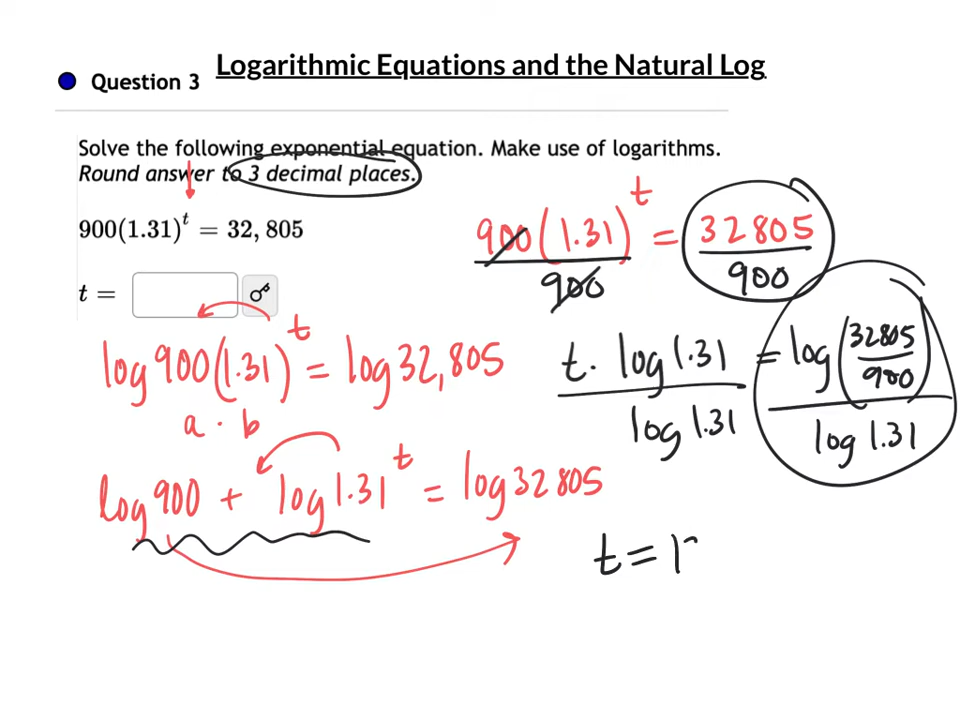 Logarithmic Equations and the Natural Log
Question 3
Solve the following exponential equation. Make use of logarithms.
Round answer to 3 decimal places.
900(1.31)^t = 32,805
t =
900(1.31)^t = 32805
900 900
log 900(1.31)^t = log 32,805
a · b
t · log 1.31 = log(32805/900)
log 1.31 log 1.31
log 900 + log 1.31^t = log 32805
t = 1